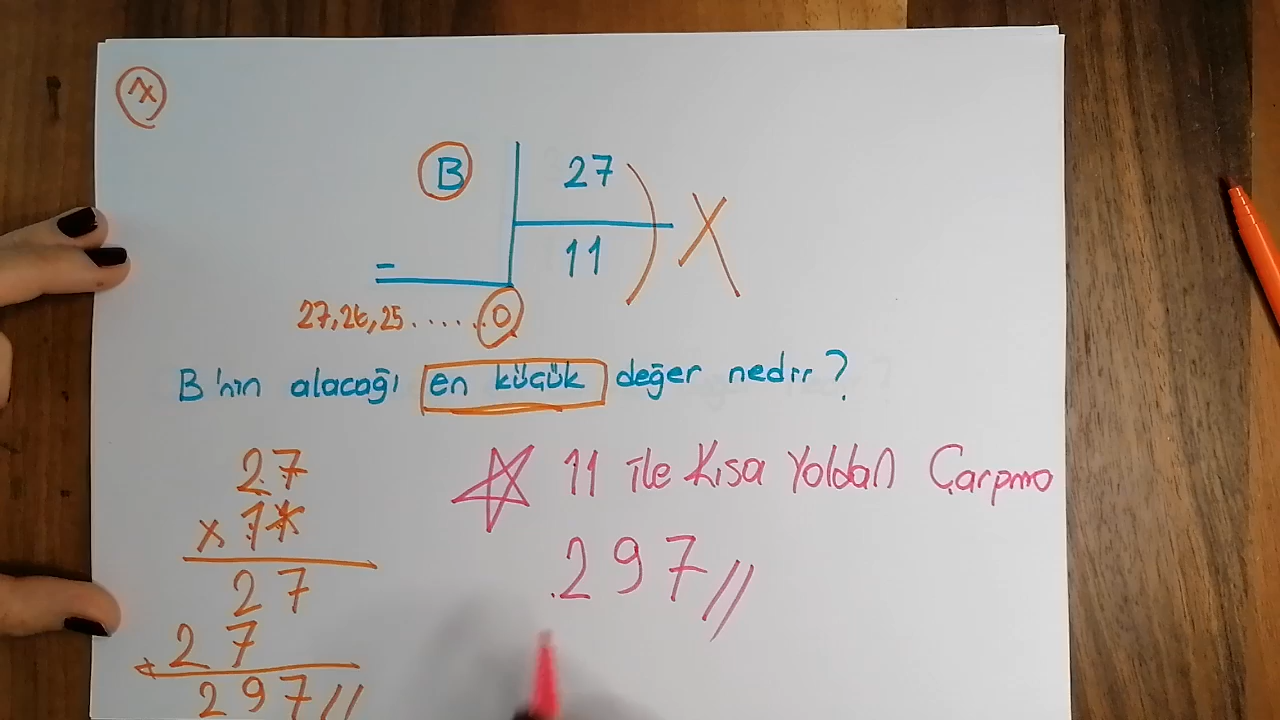 B 27
11
27,26,25......0
B'nin alacağı en küçük değer nedir?
27
x 11
27
+ 27
297//
11 ile Kısa Yoldan Çarpma
297//